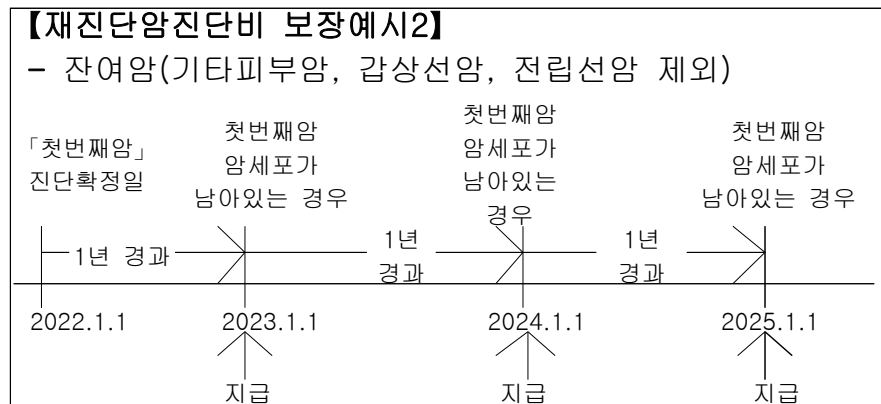 【재진단암진단비 보장예시2】
- 잔여암(기타피부암, 갑상선암, 전립선암 제외)
「첫번째암」
진단확정일
첫번째암
암세포가
남아있는 경우
첫번째암
암세포가
남아있는
경우
첫번째암
암세포가
남아있는 경우
1년 경과
1년
경과
1년
경과
2022.1.1
2023.1.1
2024.1.1
2025.1.1
지급
지급
지급